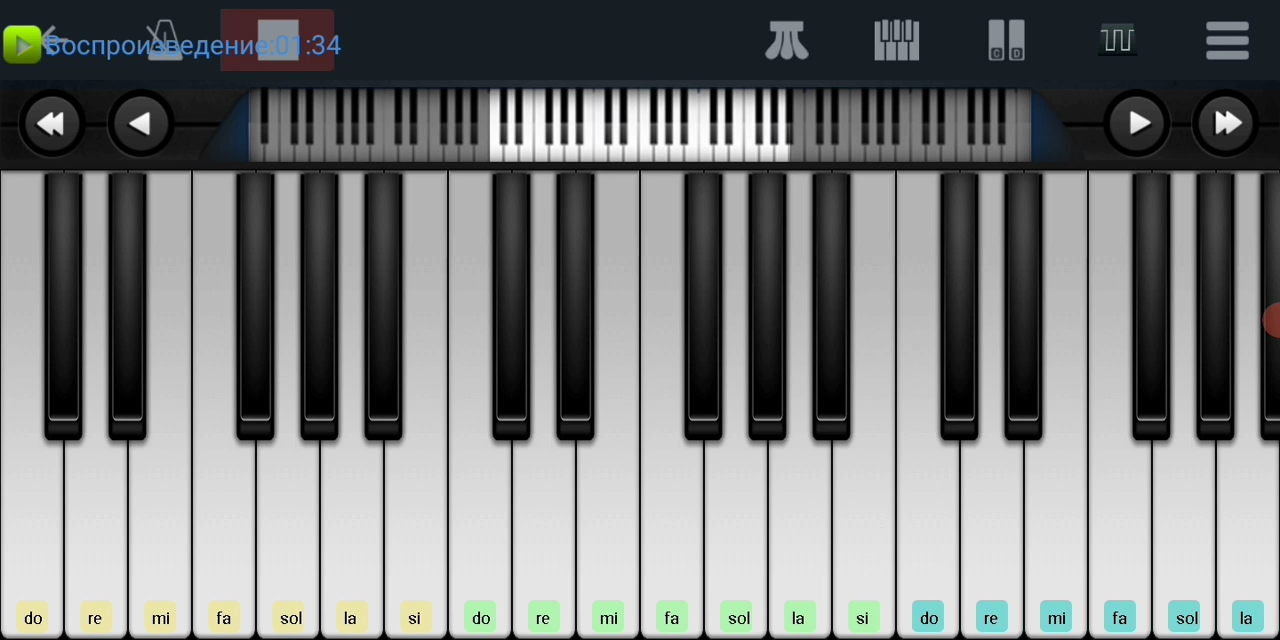 Воспроизведение:01:34
C D
do re mi fa sol la si do re mi fa sol la si do re mi fa sol la